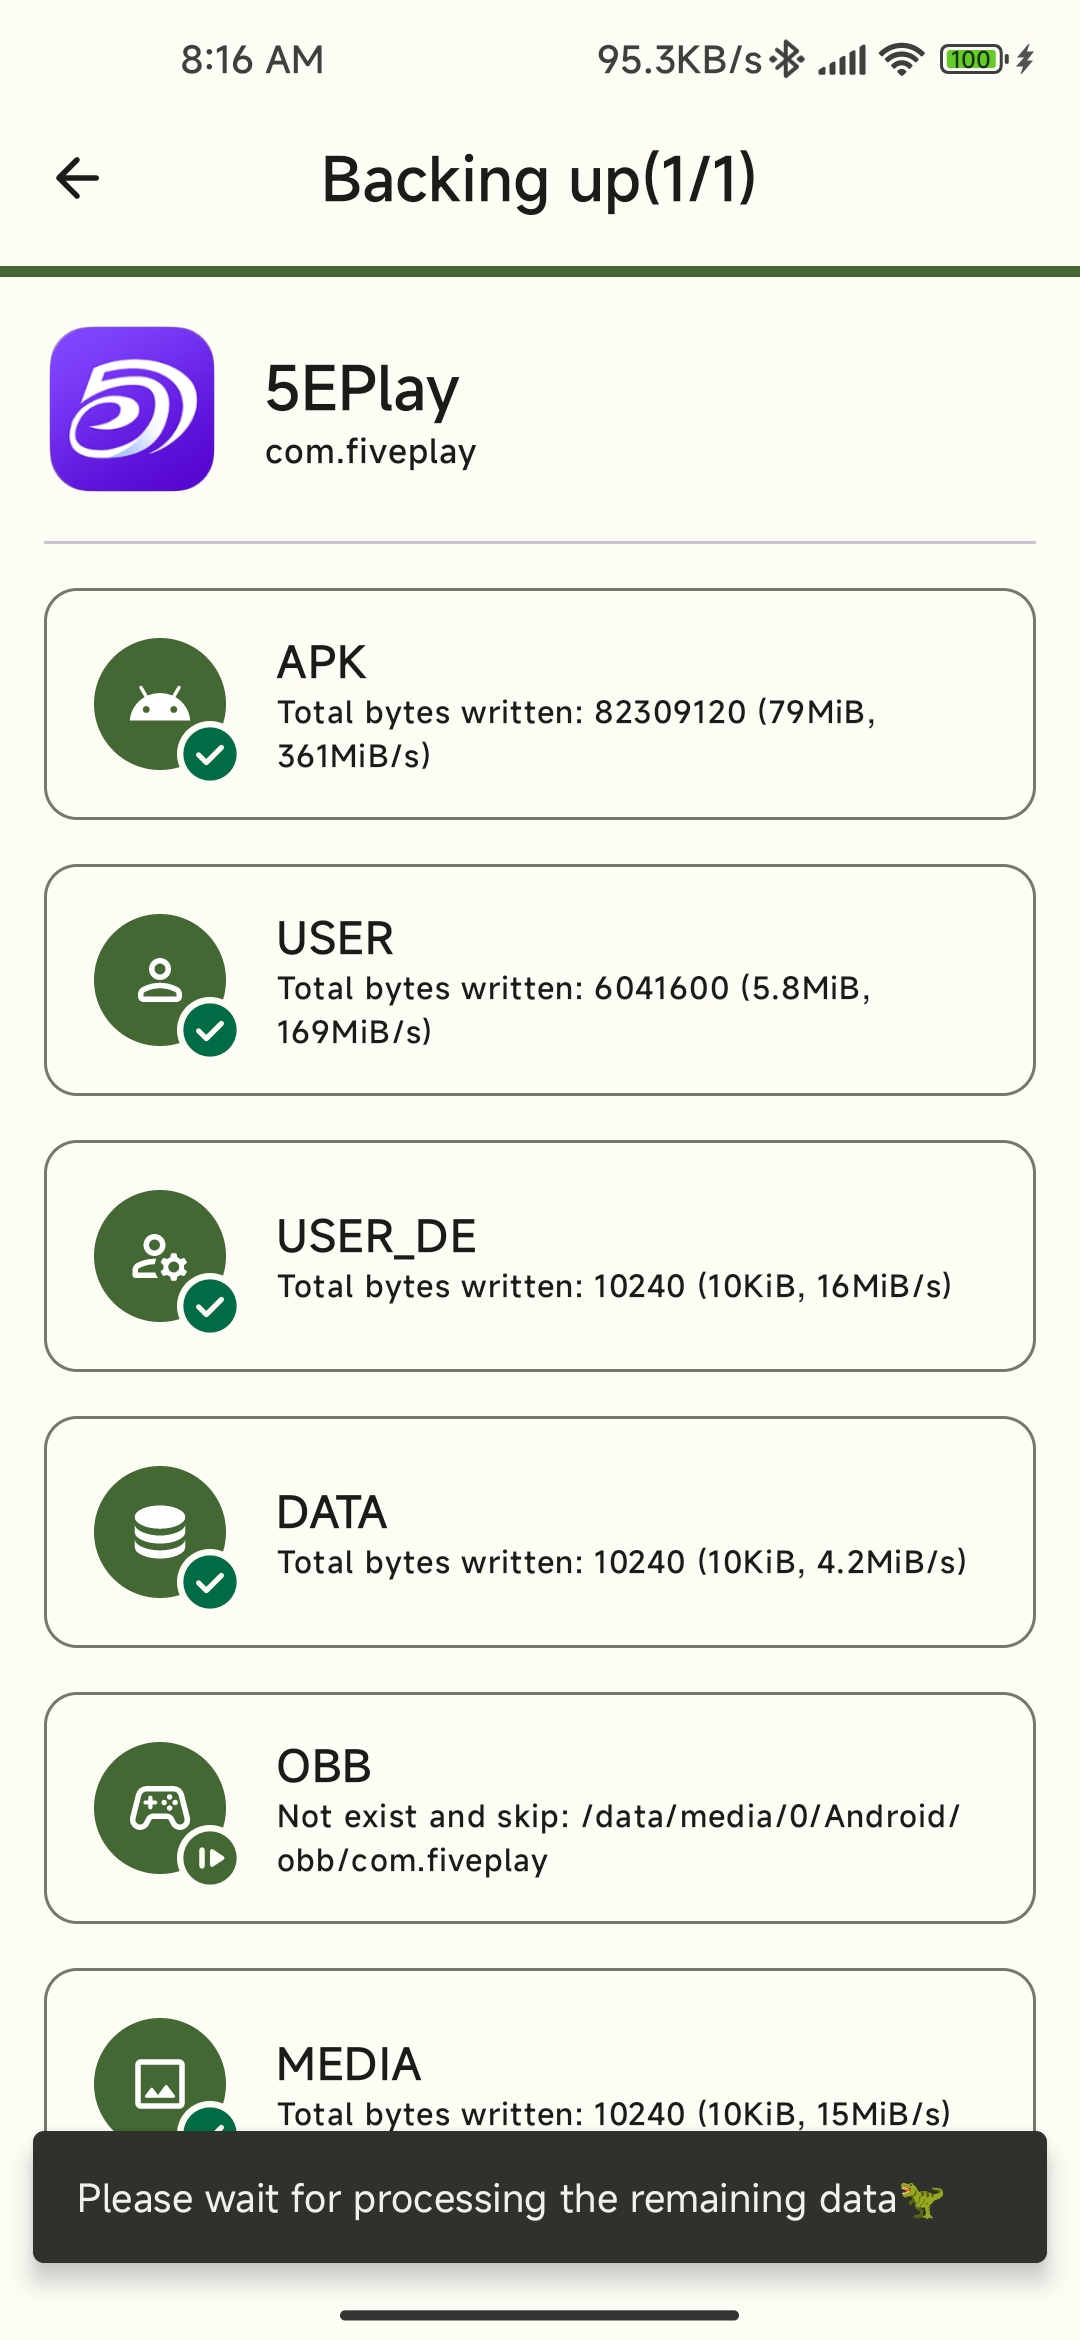 8:16 AM
95.3KB/s
100
Backing up(1/1)
5EPlay
com.fiveplay
APK
Total bytes written: 82309120 (79MiB,
361MiB/s)
USER
Total bytes written: 6041600 (5.8MiB,
169MiB/s)
USER_DE
Total bytes written: 10240 (10KiB, 16MiB/s)
DATA
Total bytes written: 10240 (10KiB, 4.2MiB/s)
OBB
Not exist and skip: /data/media/0/Android/
obb/com.fiveplay
MEDIA
Total bytes written: 10240 (10KiB, 15MiB/s)
Please wait for processing the remaining data🦖